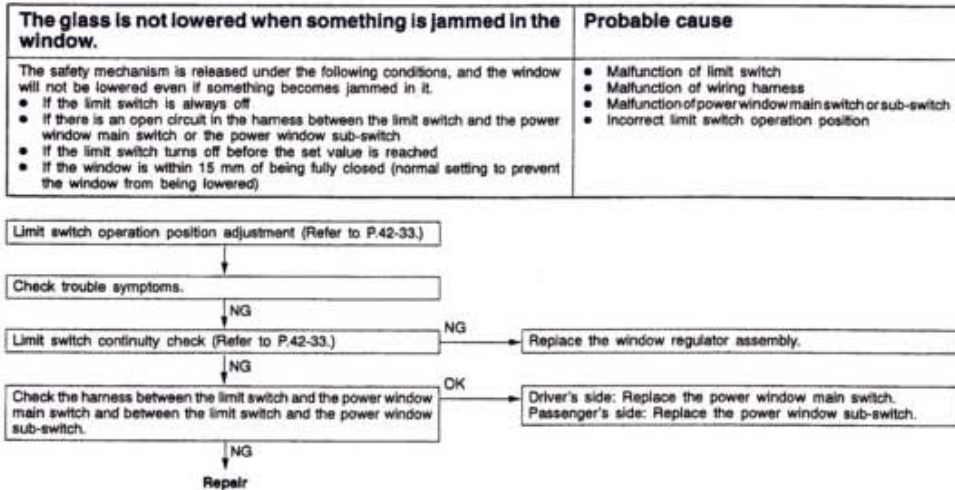 The glass is not lowered when something is jammed in the
window.
Probable cause
The safety mechanism is released under the following conditions, and the window
will not be lowered even if something becomes jammed in it.
● If the limit switch is always off
● If there is an open circuit in the harness between the limit switch and the power
window main switch or the power window sub-switch
● If the limit switch turns off before the set value is reached
● If the window is within 15 mm of being fully closed (normal setting to prevent
the window from being lowered)
● Malfunction of limit switch
● Malfunction of wiring harness
● Malfunction of power window main switch or sub-switch
● Incorrect limit switch operation position
Limit switch operation position adjustment (Refer to P.42-33.)
Check trouble symptoms.
NG
Limit switch continuity check (Refer to P.42-33.)
NG
Replace the window regulator assembly.
NG
Check the harness between the limit switch and the power window
main switch and between the limit switch and the power window
sub-switch.
OK
Driver's side: Replace the power window main switch.
Passenger's side: Replace the power window sub-switch.
NG
Repair